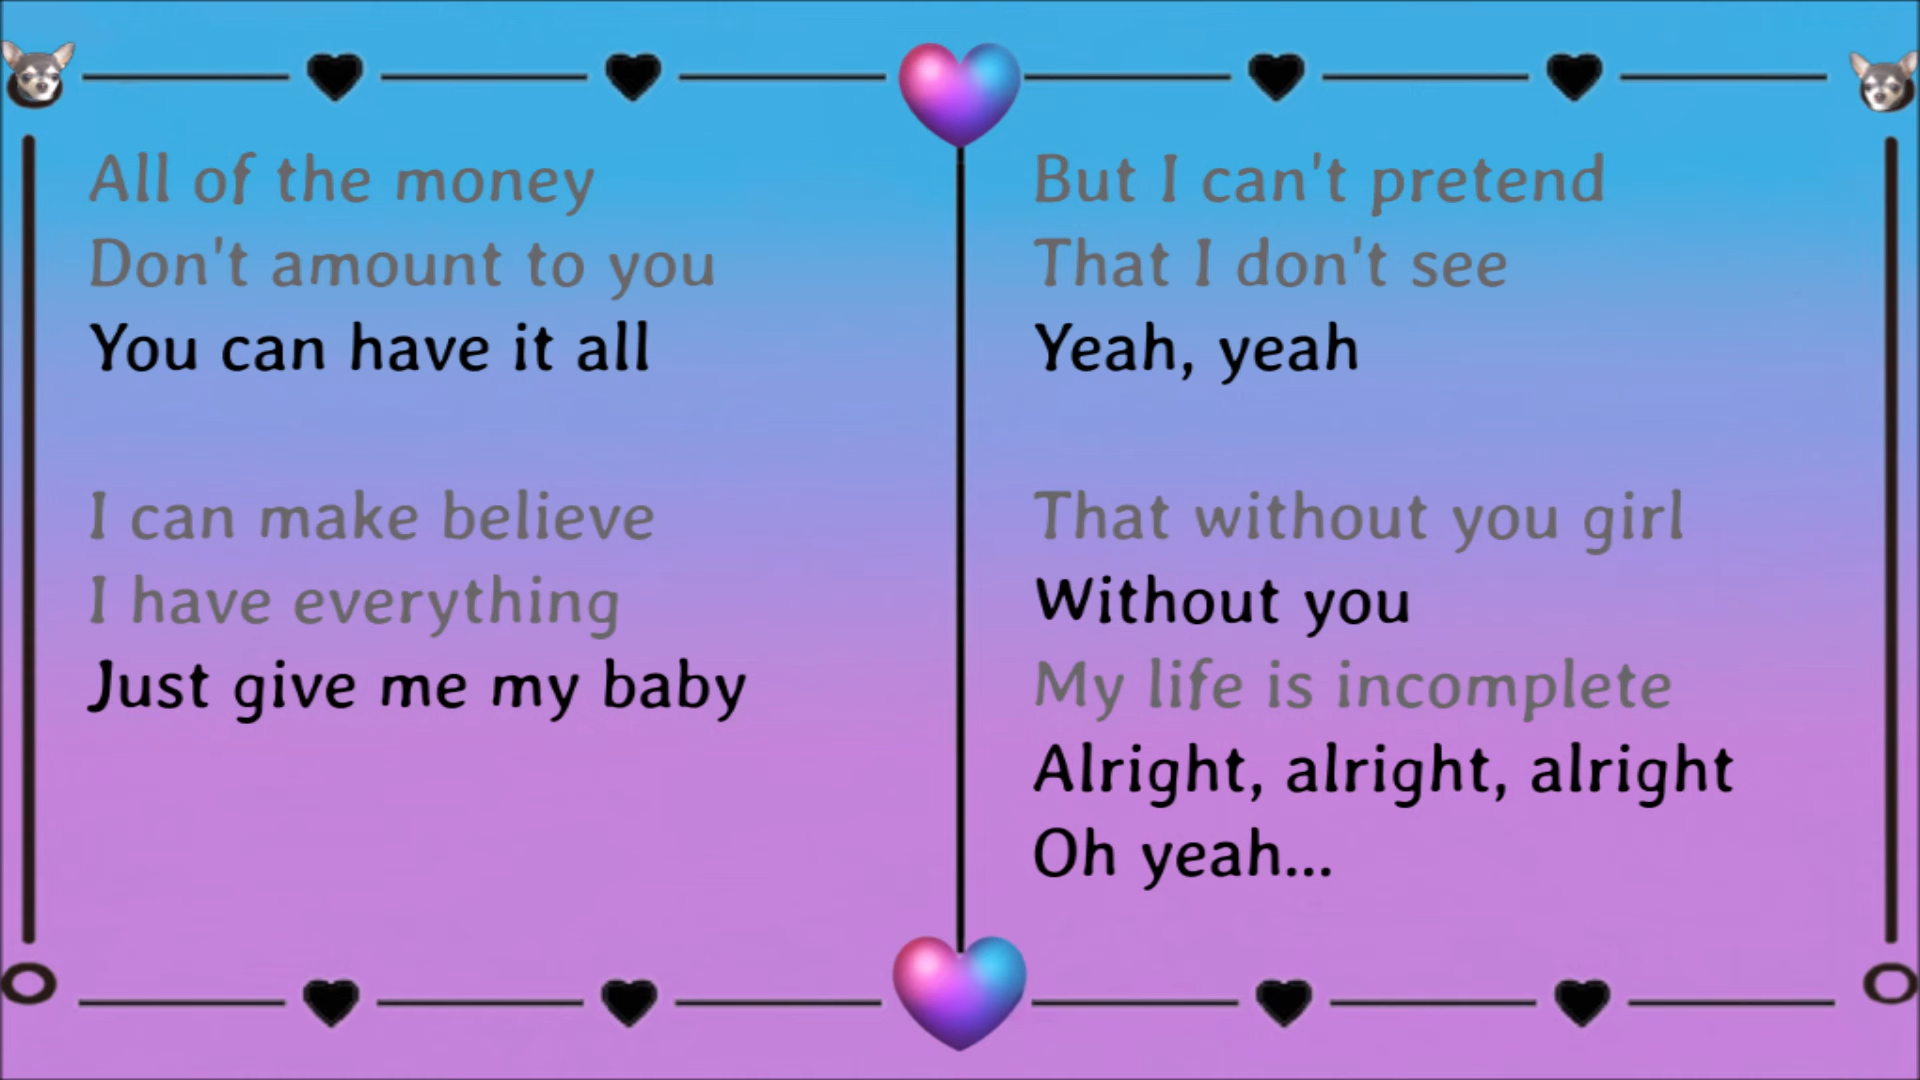 All of the money
Don't amount to you
You can have it all
I can make believe
I have everything
Just give me my baby
But I can't pretend
That I don't see
Yeah, yeah
That without you girl
Without you
My life is incomplete
Alright, alright, alright
Oh yeah...